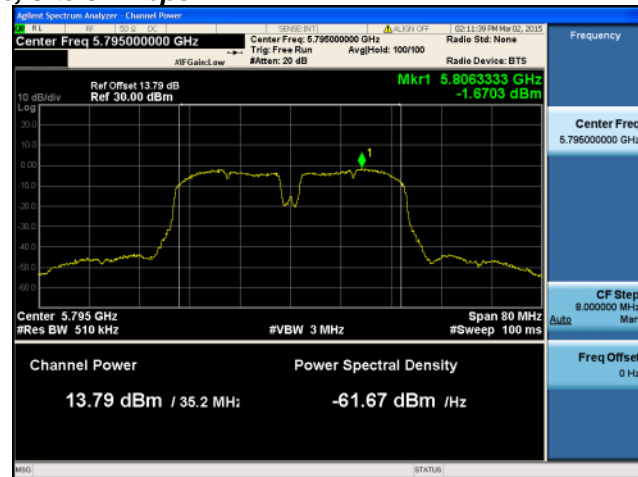 Agilent Spectrum Analyzer - Channel Power
RL RF 50 Ω DC SENSE:INT ALIGN OFF 02:11:39 PM Mar 02, 2015
Center Freq 5.795000000 GHz
Center Freq: 5.795000000 GHz
Radio Std: None
Trig: Free Run Avg|Hold: 100/100
#IFGain:Low #Atten: 20 dB Radio Device: BTS
Frequency
Ref Offset 13.79 dB
Mkr1 5.8063333 GHz
10 dB/div Ref 30.00 dBm -1.6703 dBm
Log
20.0
10.0
0.00
-10.0
-20.0
-30.0
-40.0
-50.0
-60.0
1
Center Freq
5.795000000 GHz
Center 5.795 GHz Span 80 MHz
#Res BW 510 kHz #VBW 3 MHz #Sweep 100 ms
CF Step
8.000000 MHz
Auto Man
Channel Power Power Spectral Density
13.79 dBm / 35.2 MHz -61.67 dBm /Hz
Freq Offset
0 Hz
MSG STATUS